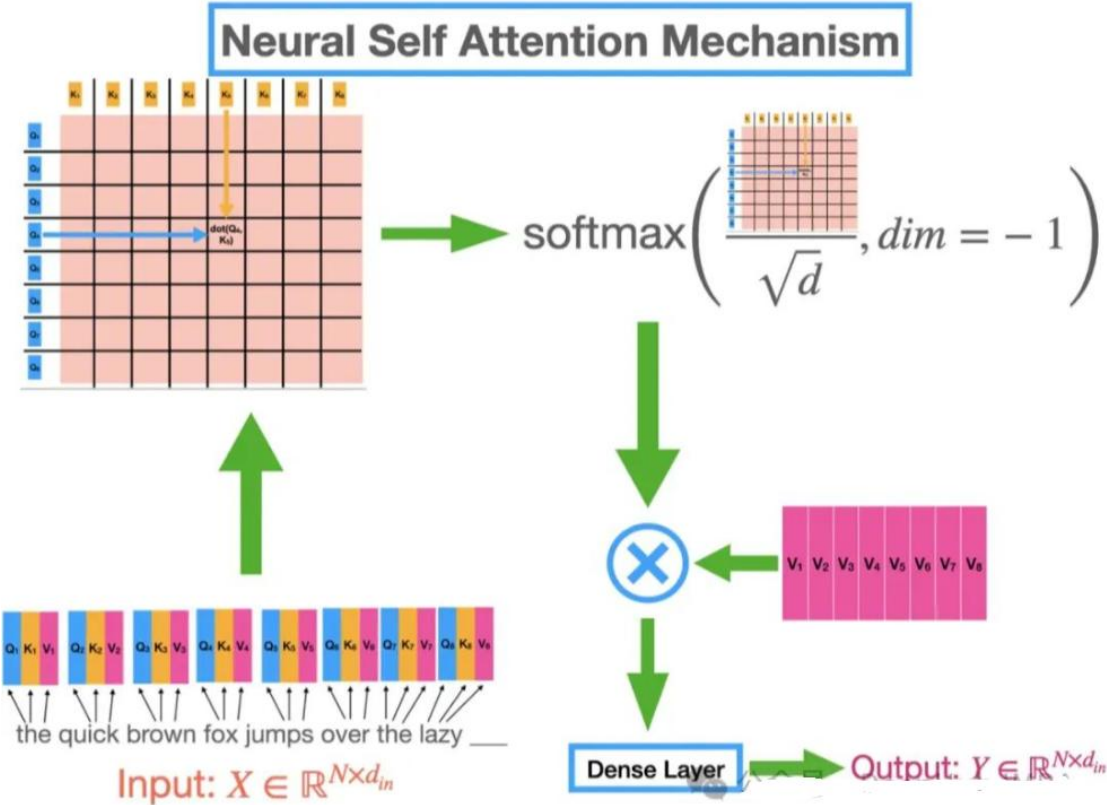 Neural Self Attention Mechanism
K₁ K₂ K₃ K₄ K₅ K₆ K₇ K₈
Q₁
Q₂
Q₃
Q₄
dot(Q₄,
K₅)
Q₅
Q₆
Q₇
Q₈
softmax( / √d , dim = − 1 )
V₁ V₂ V₃ V₄ V₅ V₆ V₇ V₈
Q₁ K₁ V₁ Q₂ K₂ V₂ Q₃ K₃ V₃ Q₄ K₄ V₄ Q₅ K₅ V₅ Q₆ K₆ V₆ Q₇ K₇ V₇ Q₈ K₈ V₈
the quick brown fox jumps over the lazy ___
Input: X ∈ ℝᴺˣᵈⁱⁿ
Dense Layer
Output: Y ∈ ℝᴺˣᵈⁱⁿ